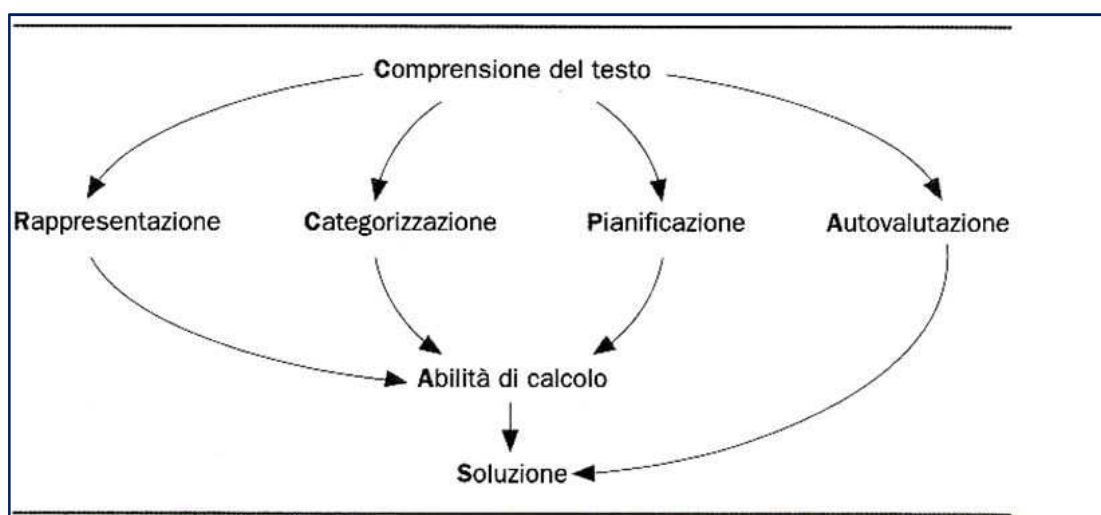 Comprensione del testo
Rappresentazione Categorizzazione Pianificazione Autovalutazione
Abilità di calcolo
Soluzione